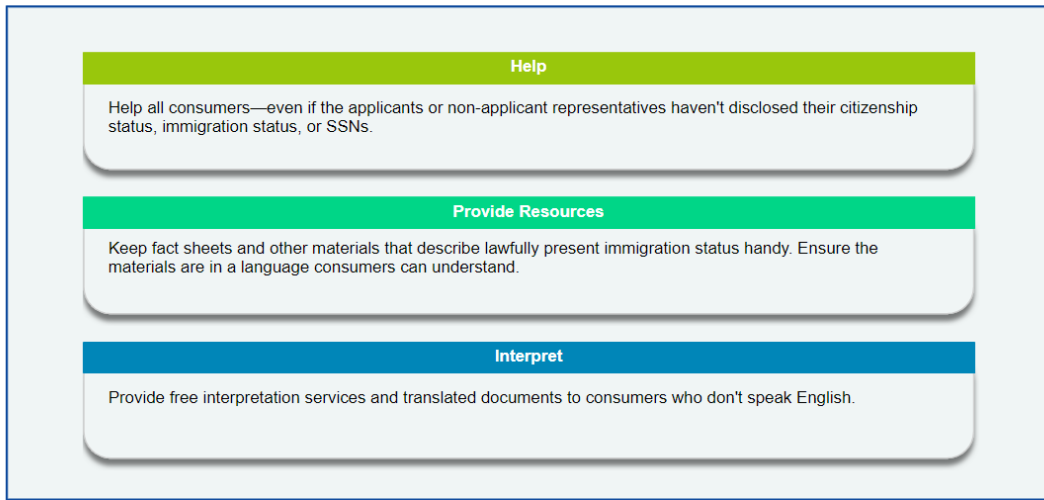 Help
Help all consumers—even if the applicants or non-applicant representatives haven't disclosed their citizenship
status, immigration status, or SSNs.
Provide Resources
Keep fact sheets and other materials that describe lawfully present immigration status handy. Ensure the
materials are in a language consumers can understand.
Interpret
Provide free interpretation services and translated documents to consumers who don't speak English.